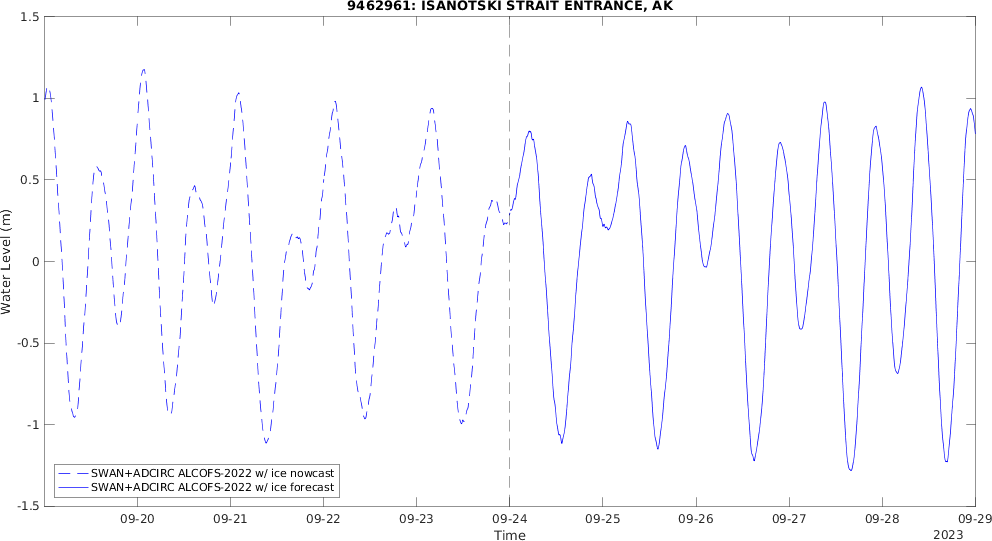 9462961: ISANOTSKI STRAIT ENTRANCE, AK
1.5
1
0.5
0
-0.5
-1
-1.5
Water Level (m)
SWAN+ADCIRC ALCOFS-2022 w/ ice nowcast
SWAN+ADCIRC ALCOFS-2022 w/ ice forecast
09-20 09-21 09-22 09-23 09-24 09-25 09-26 09-27 09-28 09-29
Time
2023